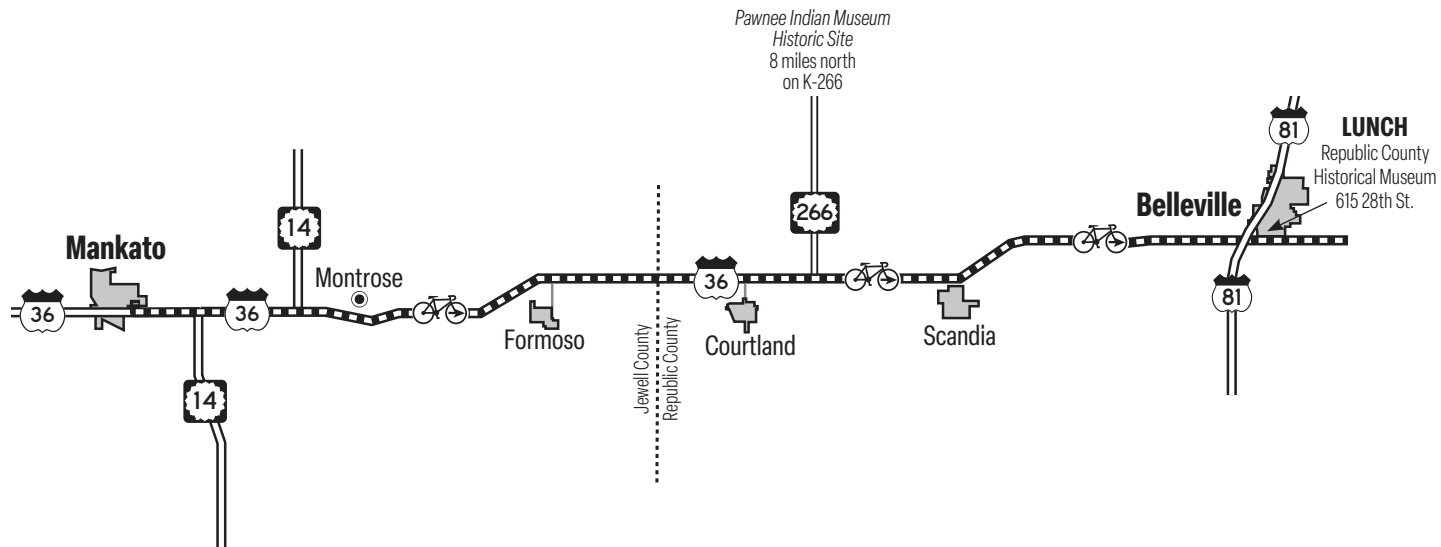 Pawnee Indian Museum
Historic Site
8 miles north
on K-266
81
LUNCH
Republic County
Historical Museum
615 28th St.
14
266
Belleville
Mankato
Montrose
36
36
36
Formoso
Courtland
Scandia
81
Jewell County
Republic County
14